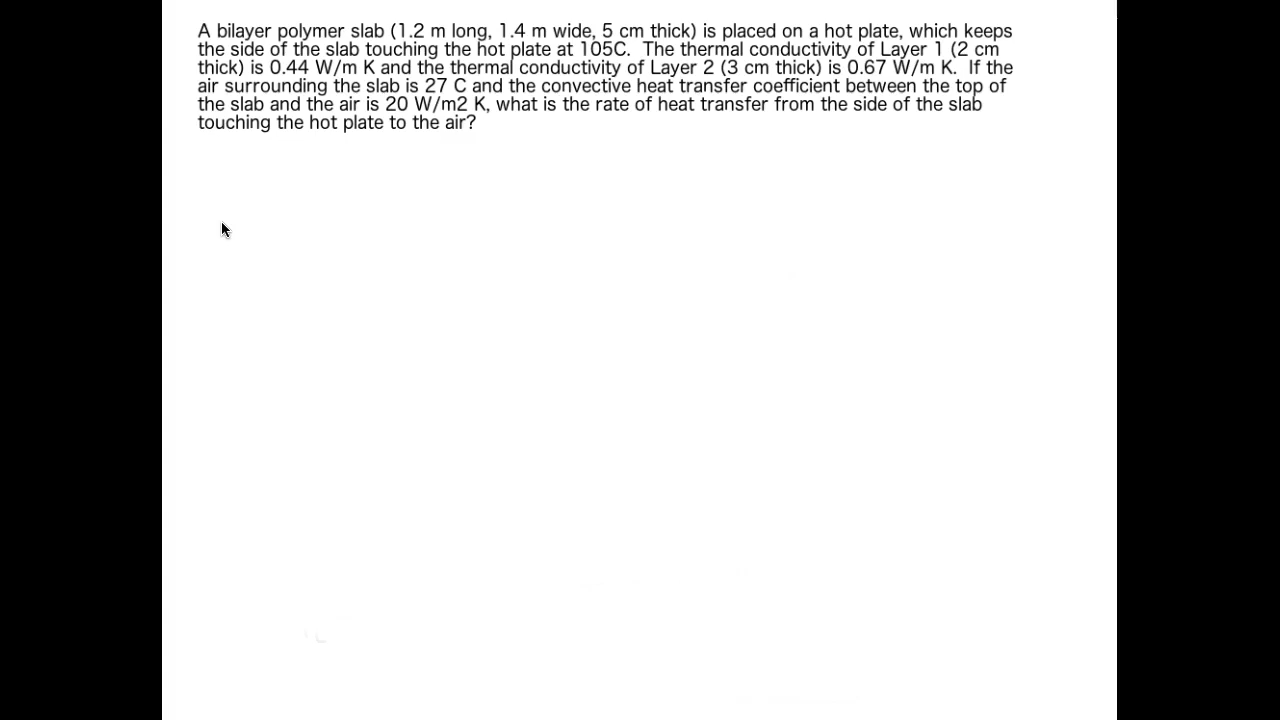 A bilayer polymer slab (1.2 m long, 1.4 m wide, 5 cm thick) is placed on a hot plate, which keeps
the side of the slab touching the hot plate at 105C.  The thermal conductivity of Layer 1 (2 cm
thick) is 0.44 W/m K and the thermal conductivity of Layer 2 (3 cm thick) is 0.67 W/m K.  If the
air surrounding the slab is 27 C and the convective heat transfer coefficient between the top of
the slab and the air is 20 W/m2 K, what is the rate of heat transfer from the side of the slab
touching the hot plate to the air?